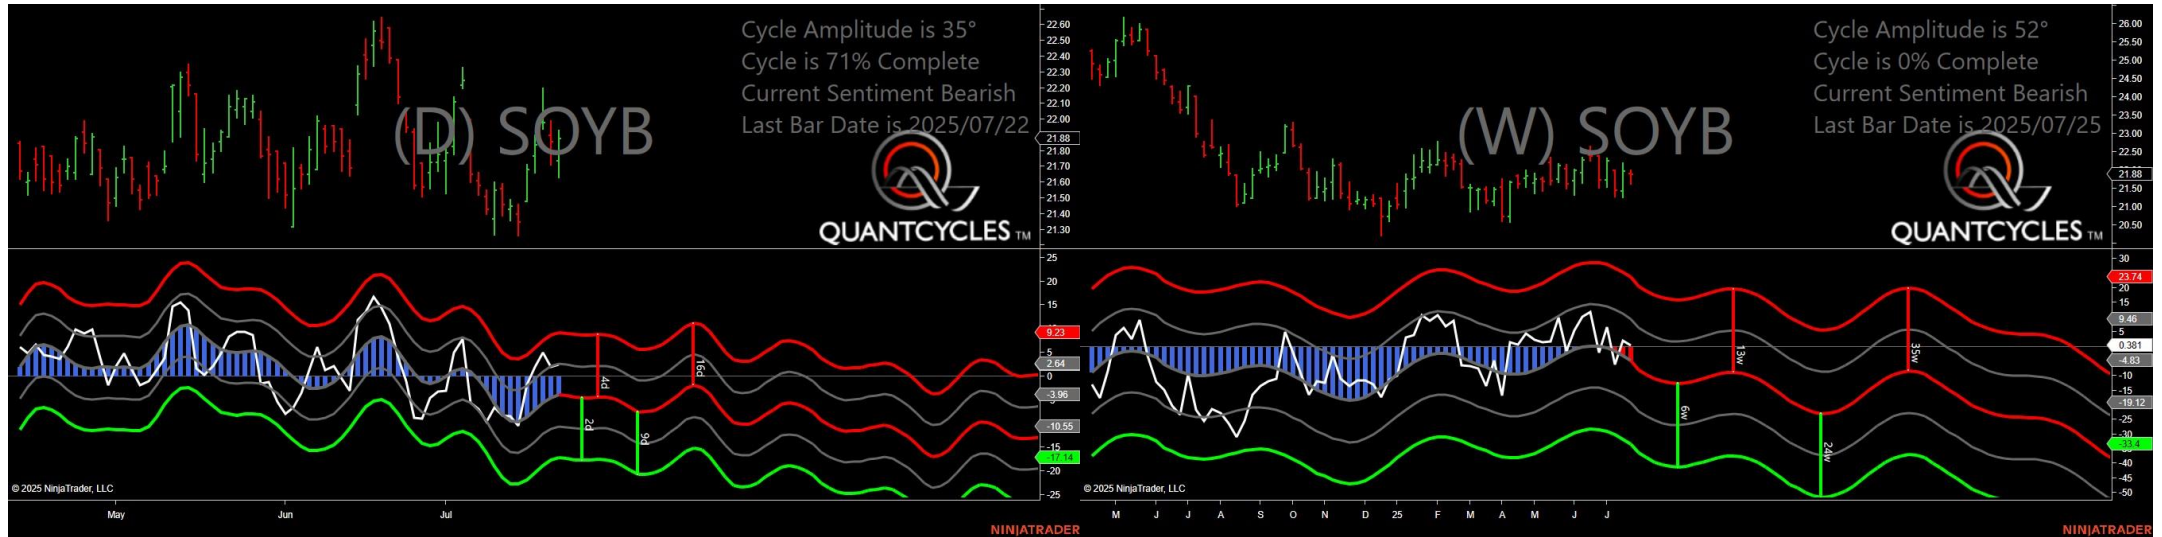 Cycle Amplitude is 35°
Cycle is 71% Complete
Current Sentiment Bearish
Last Bar Date is 2025/07/22
(D) SOYB
QUANTCYCLES TM
22.60
22.50
22.40
22.30
22.20
22.10
22.00
21.88
21.80
21.70
21.60
21.50
21.40
21.30
25
20
15
9.23
5
2.64
0
-3.96
-10.55
-15
-17.14
-20
-25
2d
4d
9d
16d
© 2025 NinjaTrader, LLC
May Jun Jul
NINJATRADER
Cycle Amplitude is 52°
Cycle is 0% Complete
Current Sentiment Bearish
Last Bar Date is 2025/07/25
(W) SOYB
QUANTCYCLES TM
26.00
25.50
25.00
24.50
24.00
23.50
23.00
22.50
21.88
21.50
21.00
20.50
30
23.74
20
15
9.46
5
0.381
-4.83
-10
-15
-19.12
-25
-30
-33.4
-40
-45
-50
6w
13w
24w
35w
© 2025 NinjaTrader, LLC
M J J A S O N D 25 F M A M J J
NINJATRADER